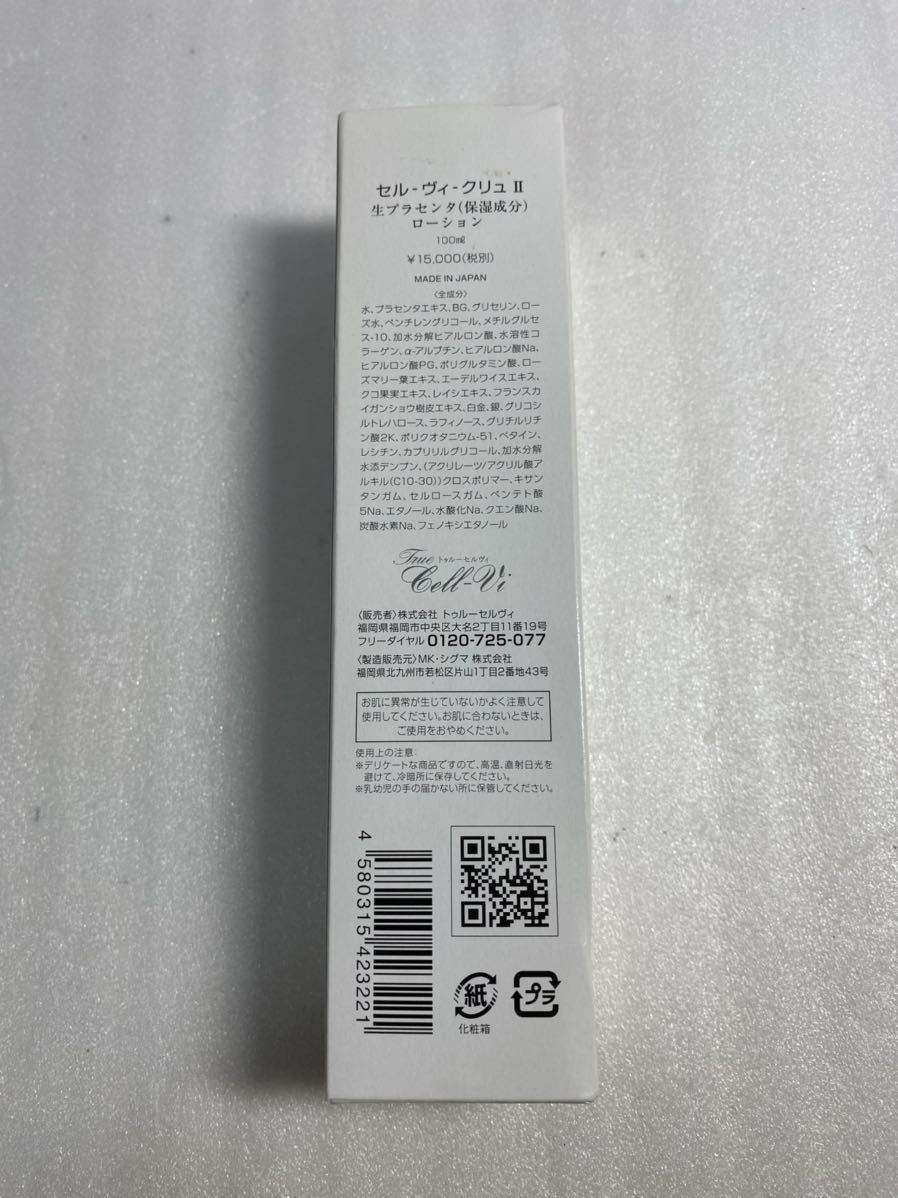 セル-ヴィ-クリュ Ⅱ
生プラセンタ(保湿成分)
ローション
100㎖
￥15,000(税別)
MADE IN JAPAN
〈全成分〉
水、プラセンタエキス、BG、グリセリン、ロー
ズ水、ペンチレングリコール、メチルグルセ
ス-10、加水分解ヒアルロン酸、水溶性コ
ラーゲン、α-アルブチン、ヒアルロン酸Na、
ヒアルロン酸PG、ポリグルタミン酸、ロー
ズマリー葉エキス、エーデルワイスエキス、
クコ果実エキス、レイシエキス、フランスカ
イガンショウ樹皮エキス、白金、銀、グリコシ
ルトレハロース、ラフィノース、グリチルリチ
ン酸2K、ポリクオタニウム-51、ベタイン、
レシチン、カプリリルグリコール、加水分解
水添デンプン、(アクリレーツ/アクリル酸ア
ルキル(C10-30))クロスポリマー、キサン
タンガム、セルロースガム、ペンテト酸
5Na、エタノール、水酸化Na、クエン酸Na、
炭酸水素Na、フェノキシエタノール
True トゥルーセルヴィ
Cell-Vi
〈販売者〉株式会社 トゥルーセルヴィ
福岡県福岡市中央区大名2丁目11番19号
フリーダイヤル 0120-725-077
〈製造販売元〉MK・シグマ 株式会社
福岡県北九州市若松区片山1丁目2番地43号
お肌に異常が生じていないかよく注意して
使用してください。お肌に合わないときは、
ご使用をおやめください。
使用上の注意:
※デリケートな商品ですので、高温、直射日光を
避けて、冷暗所に保存してください。
※乳幼児の手の届かない所に保管してください。
4 580315 423221
紙
プラ
化粧箱